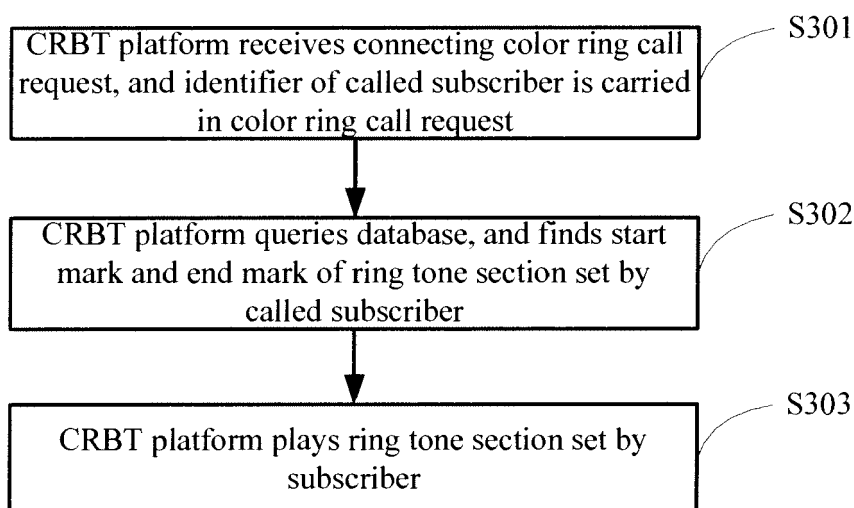 CRBT platform receives connecting color ring call
request, and identifier of called subscriber is carried
in color ring call request
S301
CRBT platform queries database, and finds start
mark and end mark of ring tone section set by
called subscriber
S302
CRBT platform plays ring tone section set by
subscriber
S303